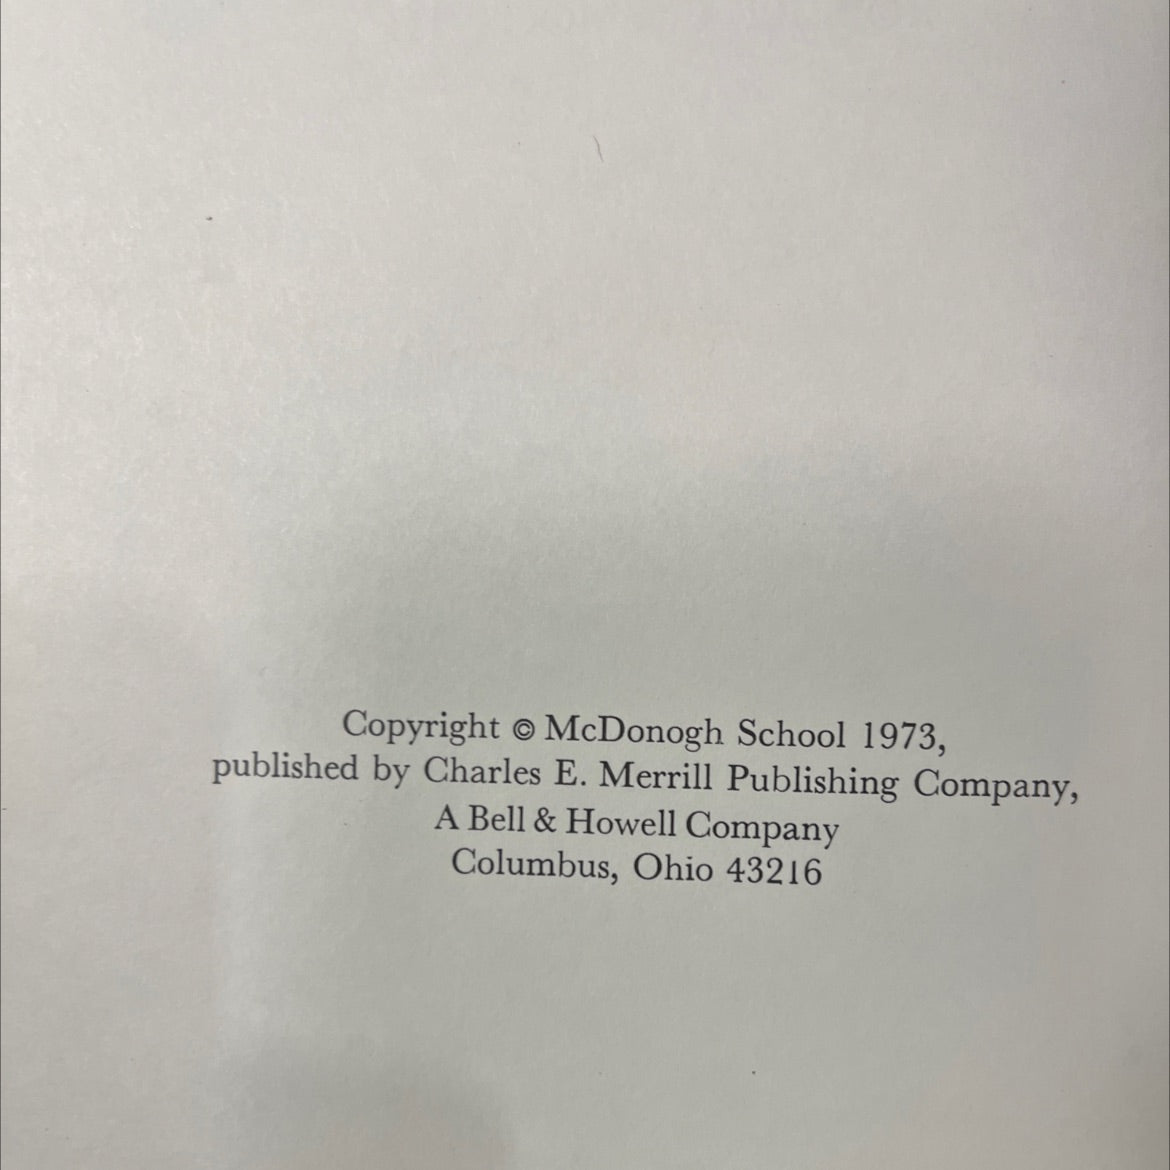 Copyright © McDonogh School 1973,
published by Charles E. Merrill Publishing Company,
A Bell & Howell Company
Columbus, Ohio 43216